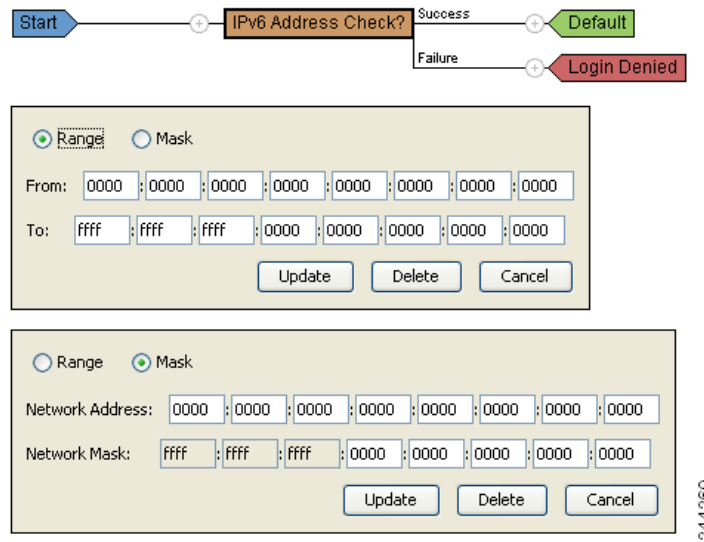 Start
IPv6 Address Check?
Success
Default
Failure
Login Denied
Range Mask
From: 0000 : 0000 : 0000 : 0000 : 0000 : 0000 : 0000 : 0000
To: ffff : ffff : ffff : 0000 : 0000 : 0000 : 0000 : 0000
Update Delete Cancel
Range Mask
Network Address: 0000 : 0000 : 0000 : 0000 : 0000 : 0000 : 0000 : 0000
Network Mask: ffff : ffff : ffff : 0000 : 0000 : 0000 : 0000 : 0000
Update Delete Cancel